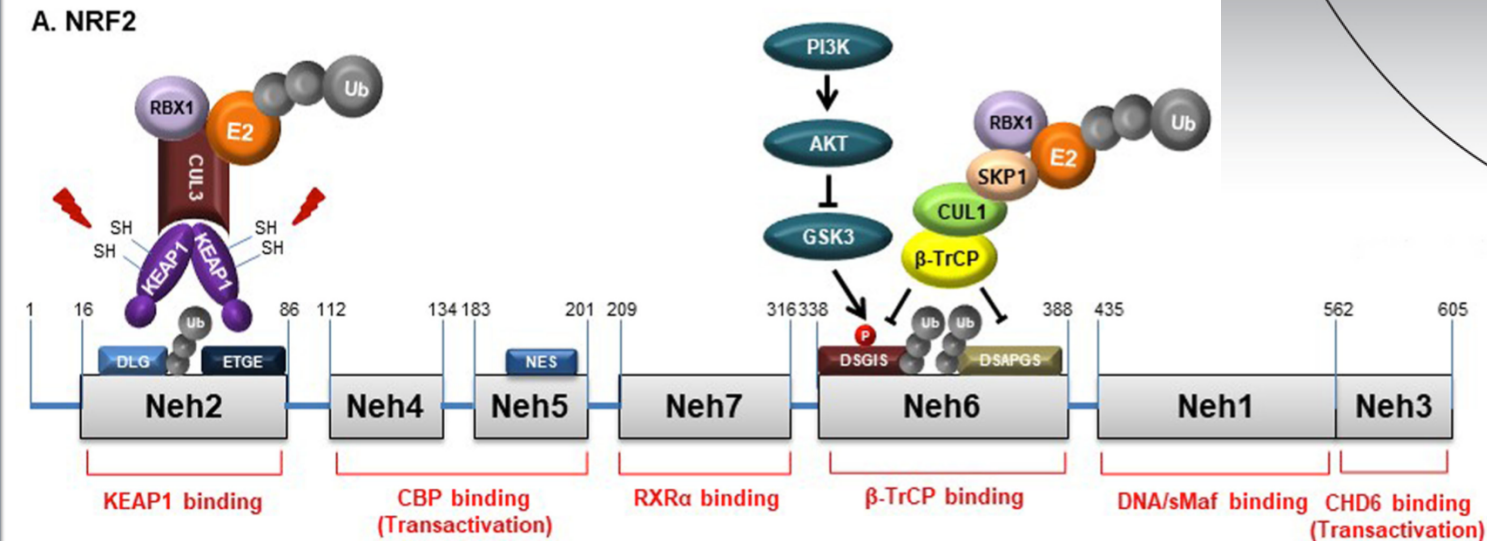 A. NRF2
RBX1
E2
Ub
CUL3
SH
SH
SH
SH
KEAP1
KEAP1
PI3K
AKT
GSK3
RBX1
E2
Ub
SKP1
CUL1
β-TrCP
1 16 86 112 134 183 201 209 316 338 388 435 562 605
Ub
P
Ub Ub
DLG ETGE NES DSGIS DSAPGS
Neh2 Neh4 Neh5 Neh7 Neh6 Neh1 Neh3
KEAP1 binding
CBP binding
(Transactivation)
RXRα binding
β-TrCP binding
DNA/sMaf binding
CHD6 binding
(Transactivation)